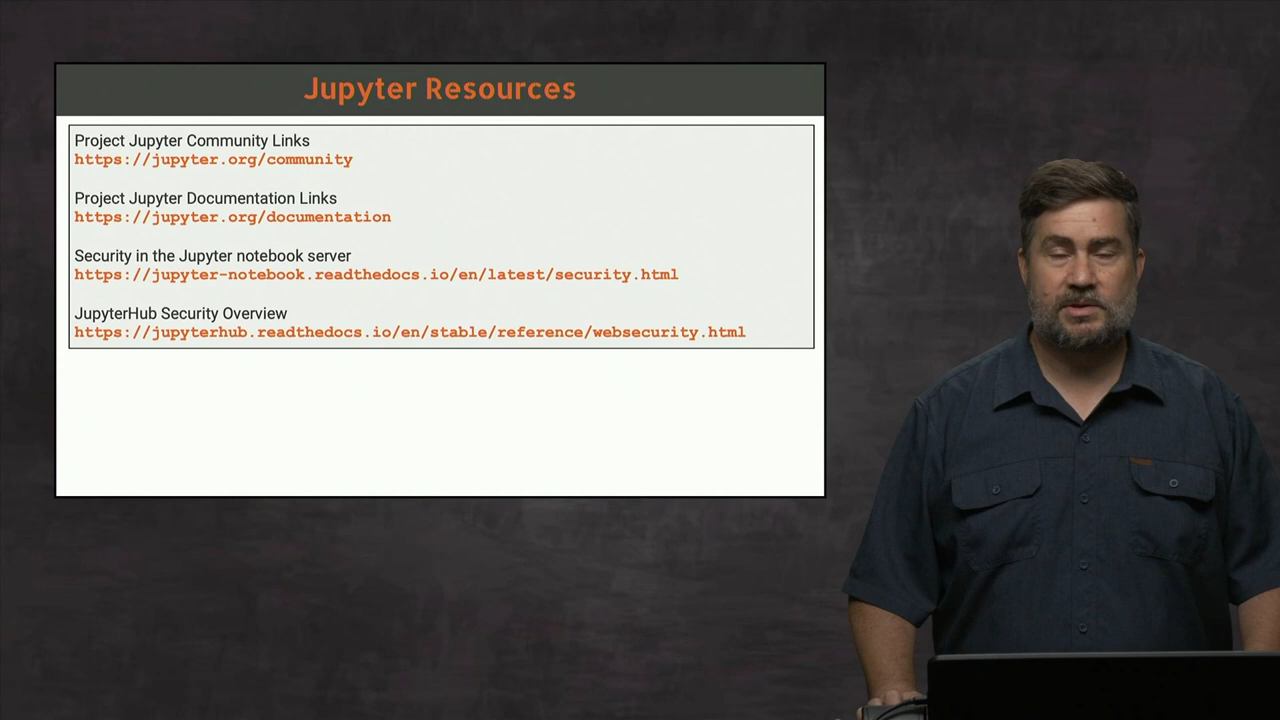 Jupyter Resources
Project Jupyter Community Links
https://jupyter.org/community
Project Jupyter Documentation Links
https://jupyter.org/documentation
Security in the Jupyter notebook server
https://jupyter-notebook.readthedocs.io/en/latest/security.html
JupyterHub Security Overview
https://jupyterhub.readthedocs.io/en/stable/reference/websecurity.html